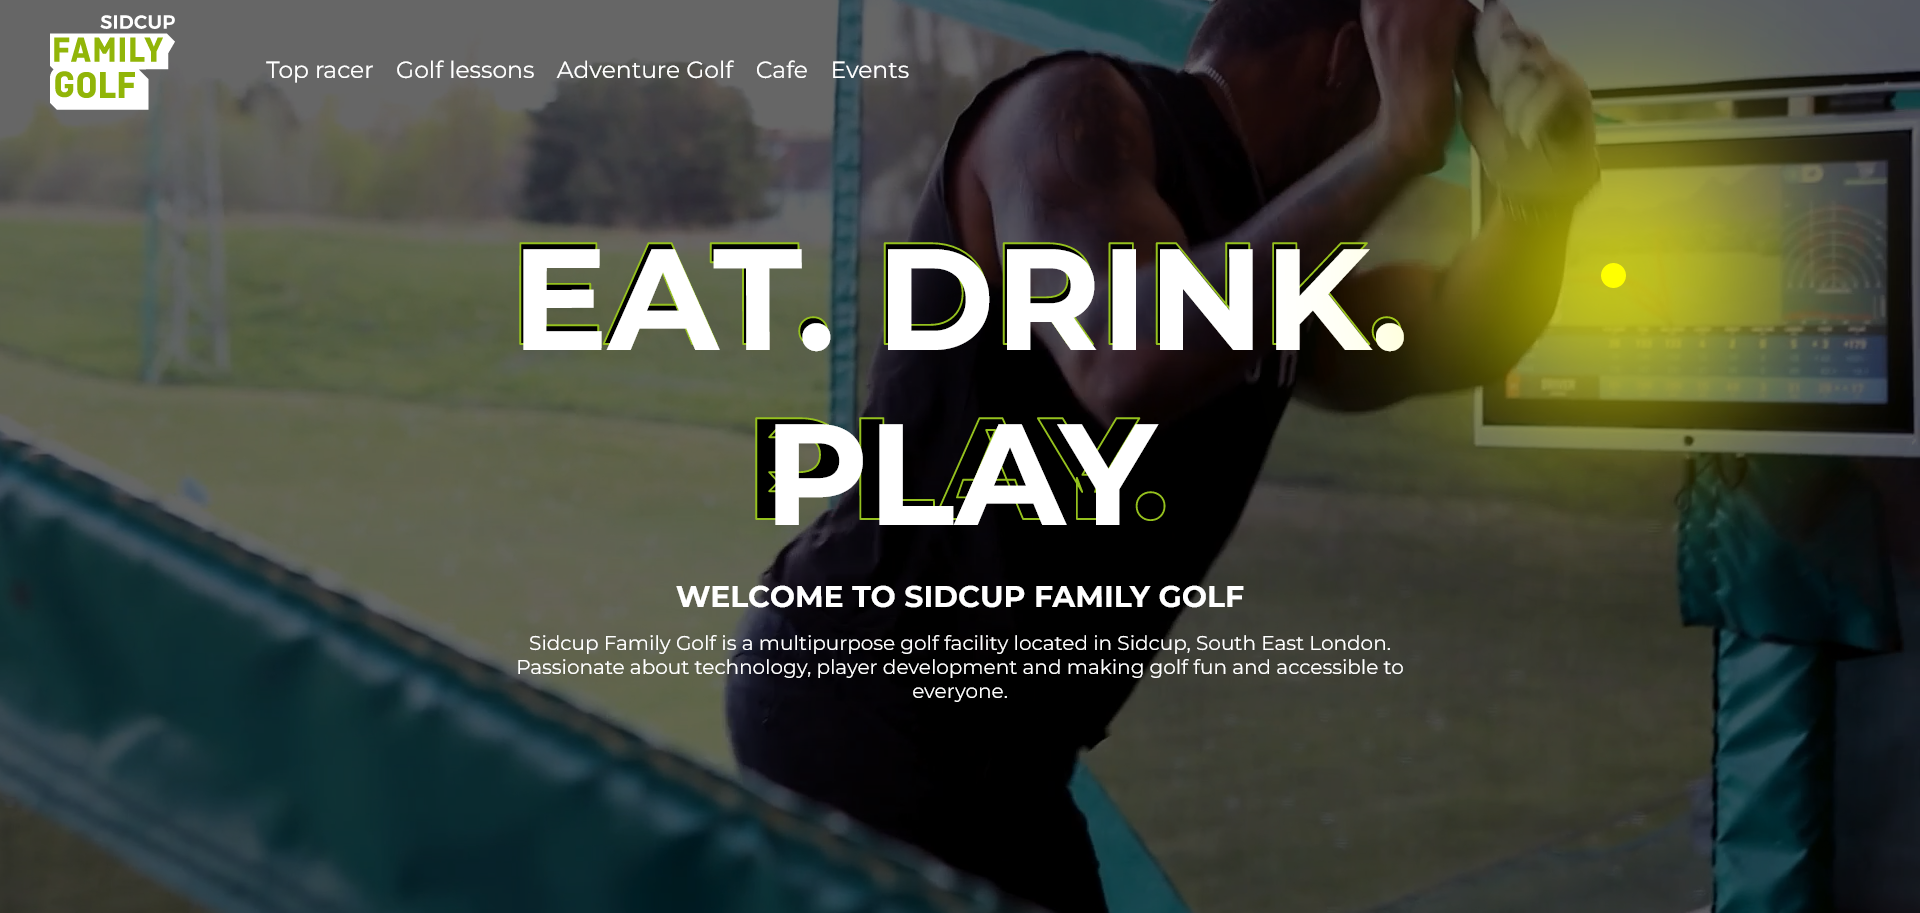 SIDCUP
FAMILY
GOLF
Top racer Golf lessons Adventure Golf Cafe Events
EAT. DRINK.
PLAY.
WELCOME TO SIDCUP FAMILY GOLF
Sidcup Family Golf is a multipurpose golf facility located in Sidcup, South East London.
Passionate about technology, player development and making golf fun and accessible to
everyone.